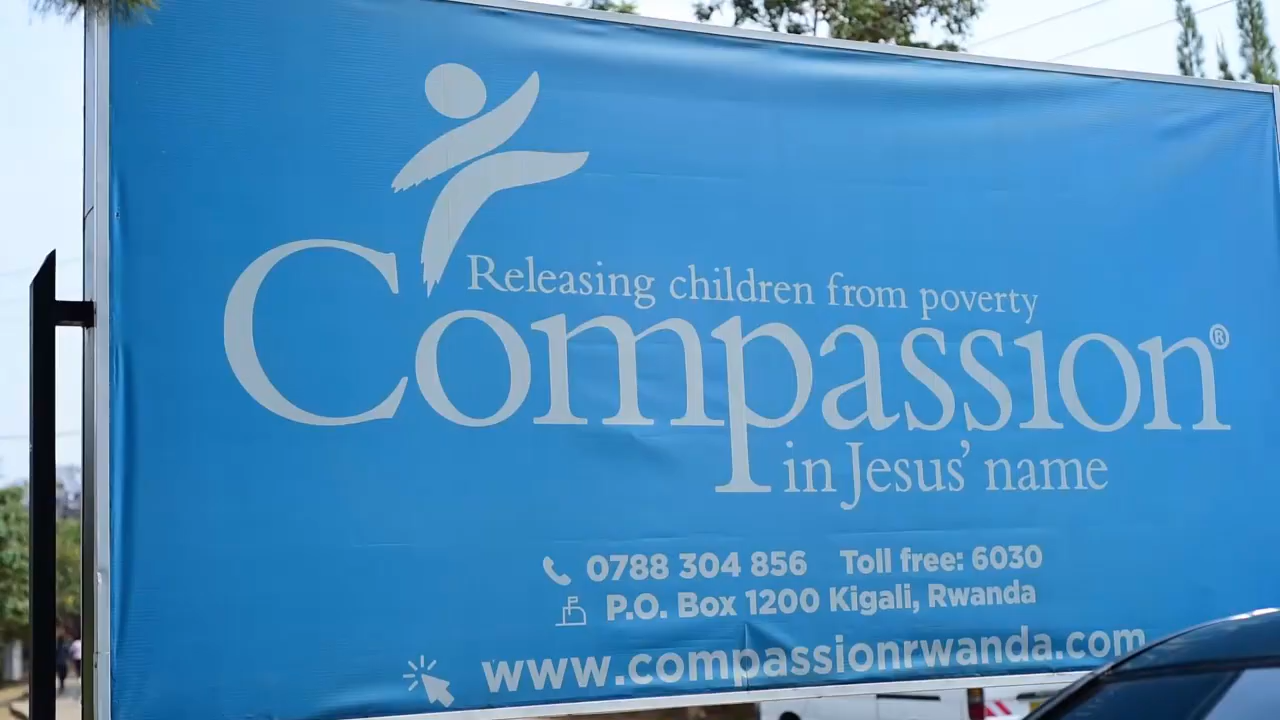 Releasing children from poverty
Compassion®
in Jesus' name
0788 304 856 Toll free: 6030
P.O. Box 1200 Kigali, Rwanda
www.compassionrwanda.com